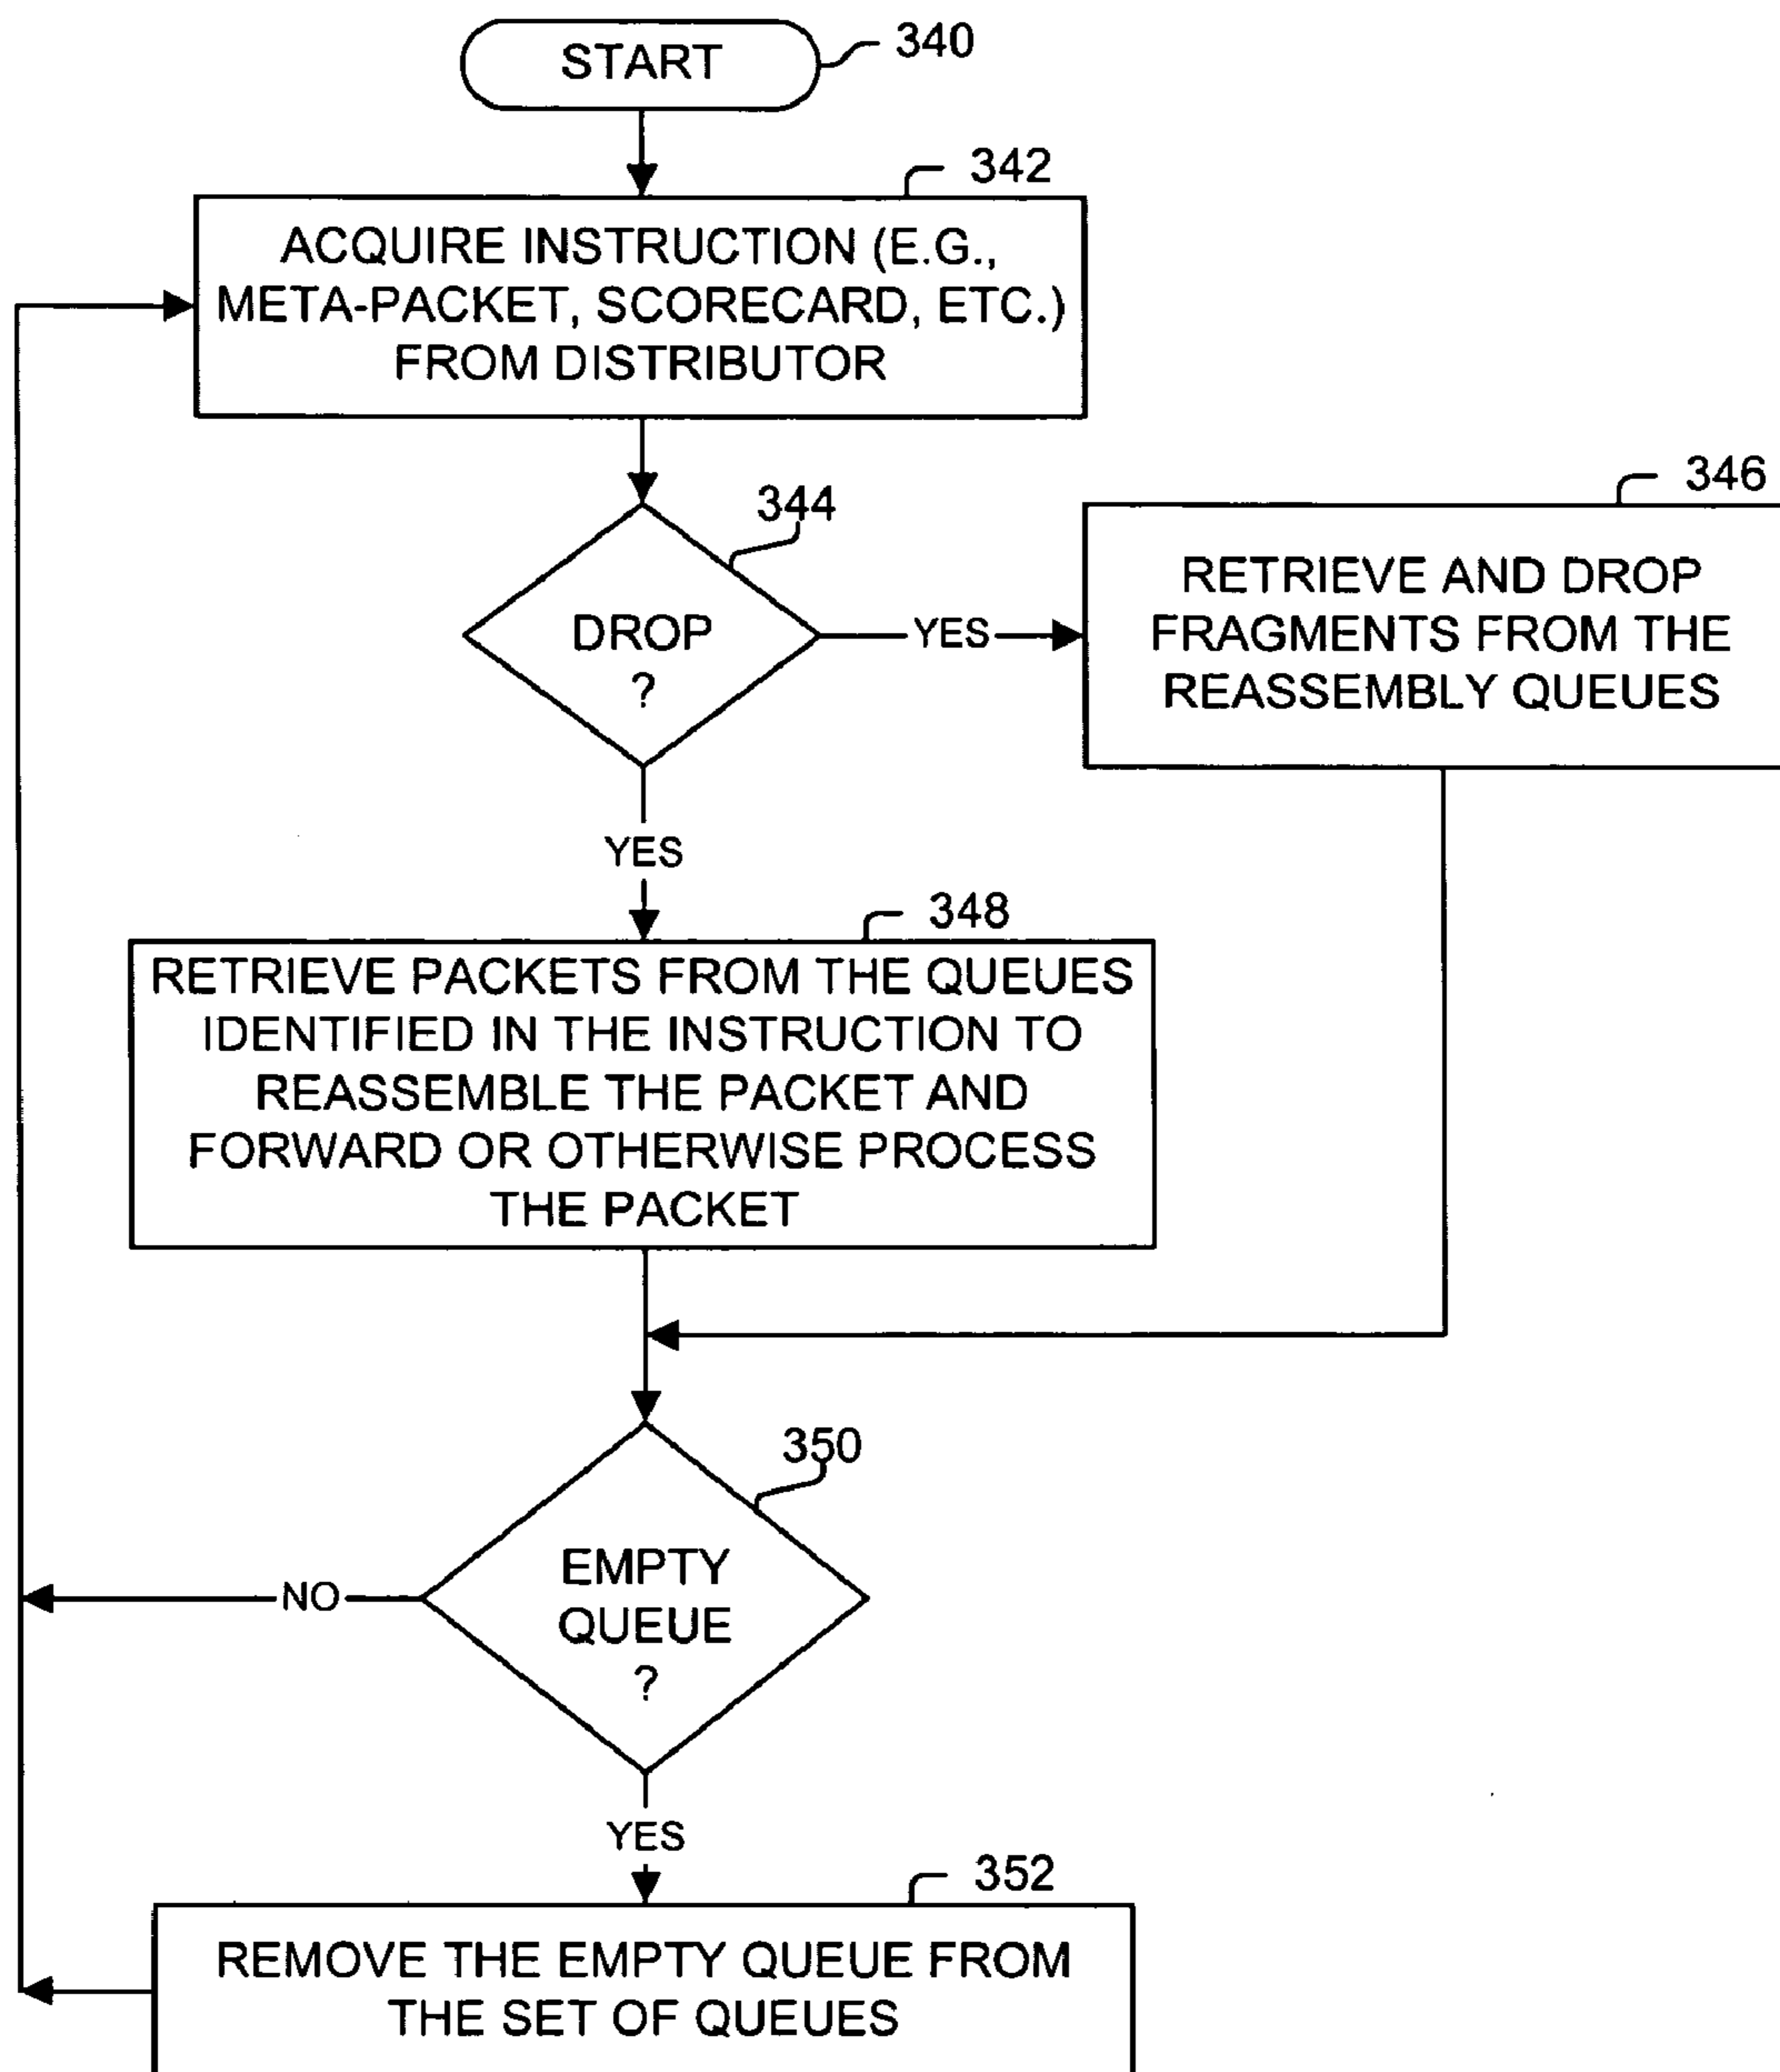 START
340
342
ACQUIRE INSTRUCTION (E.G.,
META-PACKET, SCORECARD, ETC.)
FROM DISTRIBUTOR
344
DROP
?
YES
346
RETRIEVE AND DROP
FRAGMENTS FROM THE
REASSEMBLY QUEUES
YES
348
RETRIEVE PACKETS FROM THE QUEUES
IDENTIFIED IN THE INSTRUCTION TO
REASSEMBLE THE PACKET AND
FORWARD OR OTHERWISE PROCESS
THE PACKET
350
EMPTY
QUEUE
?
NO
YES
352
REMOVE THE EMPTY QUEUE FROM
THE SET OF QUEUES